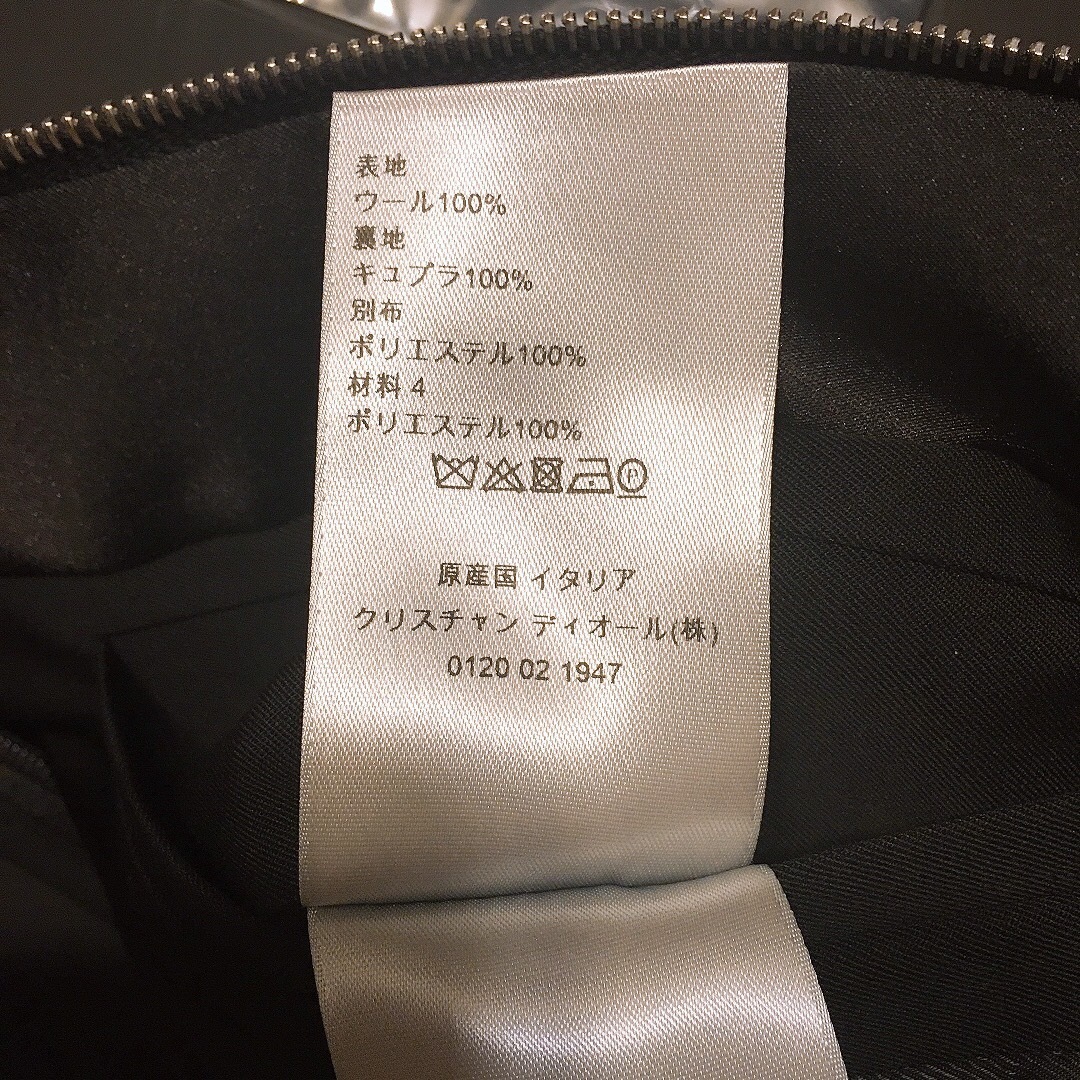 表地
ウール100%
裏地
キュプラ100%
別布
ポリエステル100%
材料 4
ポリエステル100%
原産国 イタリア
クリスチャン ディオール(株)
0120 02 1947